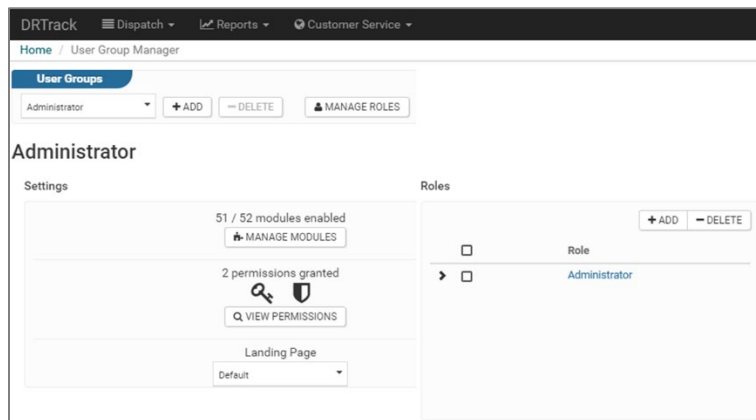 DRTrack Dispatch Reports Customer Service
Home / User Group Manager
User Groups
Administrator ADD DELETE MANAGE ROLES
Administrator
Settings
51 / 52 modules enabled
MANAGE MODULES
2 permissions granted
VIEW PERMISSIONS
Landing Page
Default
Roles
ADD DELETE
Role
Administrator